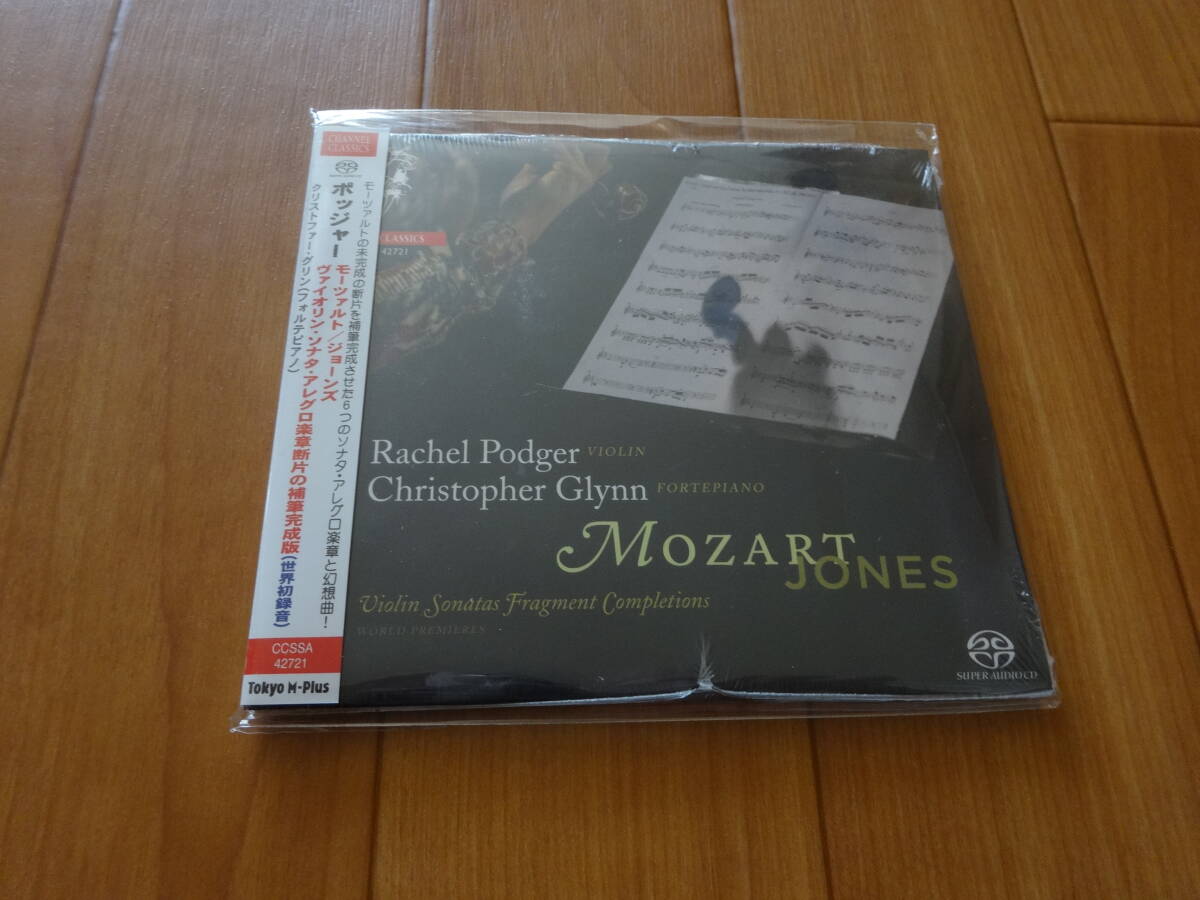 CHANNEL
CLASSICS
SUPER AUDIO CD
モーツァルトの未完成の断片を補筆完成させた6つのソナタ・アレグロ楽章と幻想曲!
ポッジャー
モーツァルト/ジョーンズ
ヴァイオリン・ソナタ・アレグロ楽章断片の補筆完成版(世界初録音)
クリストファー・グリン(フォルテピアノ)
CCSSA
42721
Tokyo M-Plus
CLASSICS
42721
Rachel Podger VIOLIN
Christopher Glynn FORTEPIANO
MOZART
JONES
Violin Sonatas Fragment Completions
WORLD PREMIÈRES
SUPER AUDIO CD